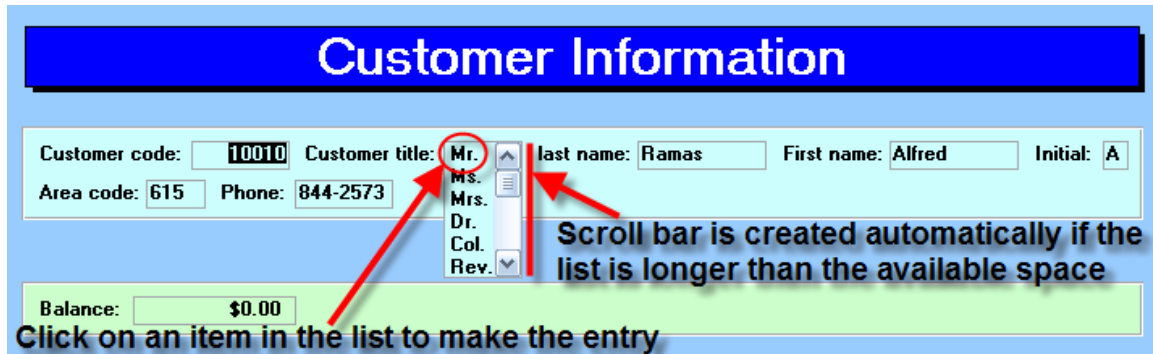 Customer Information
Customer code: 10010 Customer title: Mr. last name: Ramas First name: Alfred Initial: A
Ms.
Area code: 615 Phone: 844-2573
Mrs.
Dr.
Col.
Rev.
Scroll bar is created automatically if the
list is longer than the available space
Balance: $0.00
Click on an item in the list to make the entry